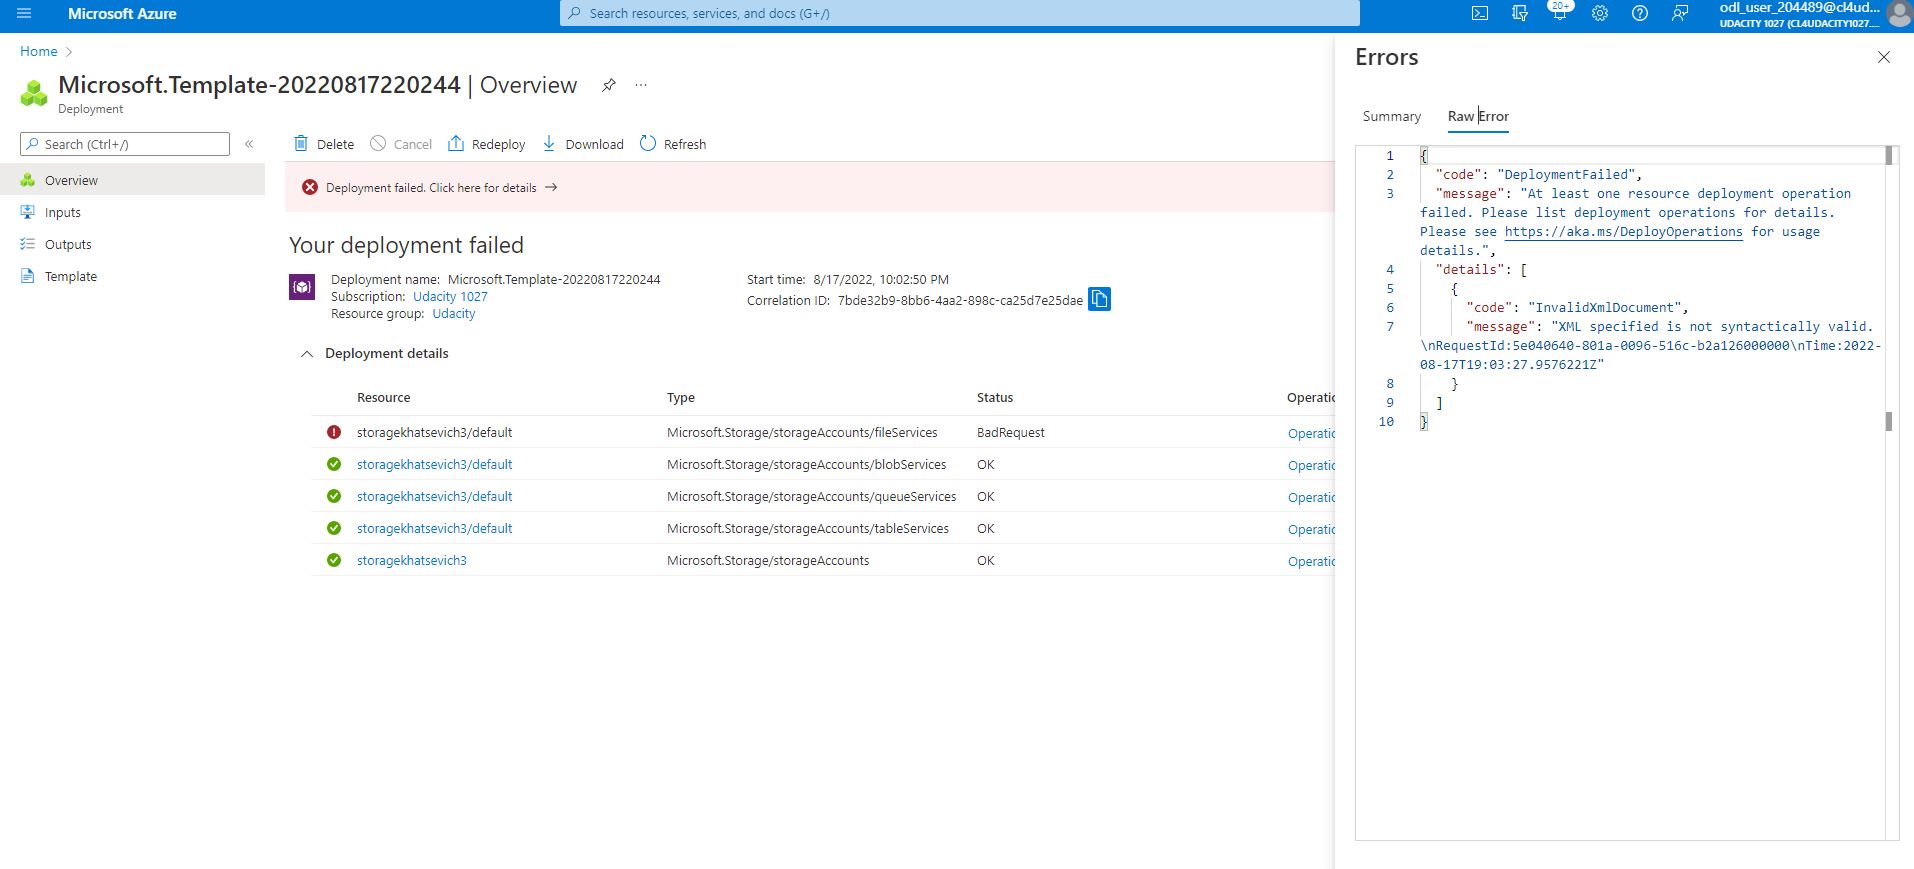 Microsoft Azure
Search resources, services, and docs (G+/)
20+
odl_user_204489@cl4ud...
UDACITY 1027 (CL4UDACITY1027....
Home
Microsoft.Template-20220817220244 | Overview
Deployment
Search (Ctrl+/)
Overview
Inputs
Outputs
Template
Delete
Cancel
Redeploy
Download
Refresh
Deployment failed. Click here for details →
Your deployment failed
Deployment name: Microsoft.Template-20220817220244
Subscription: Udacity 1027
Resource group: Udacity
Start time: 8/17/2022, 10:02:50 PM
Correlation ID: 7bde32b9-8bb6-4aa2-898c-ca25d7e25dae
Deployment details
Resource Type Status Operatic
storagekhatsevich3/default Microsoft.Storage/storageAccounts/fileServices BadRequest Operatic
storagekhatsevich3/default Microsoft.Storage/storageAccounts/blobServices OK Operatic
storagekhatsevich3/default Microsoft.Storage/storageAccounts/queueServices OK Operatic
storagekhatsevich3/default Microsoft.Storage/storageAccounts/tableServices OK Operatic
storagekhatsevich3 Microsoft.Storage/storageAccounts OK Operatic
Errors
Summary Raw Error
1 {
2 "code": "DeploymentFailed",
3 "message": "At least one resource deployment operation
failed. Please list deployment operations for details.
Please see https://aka.ms/DeployOperations for usage
details.",
4 "details": [
5 {
6 "code": "InvalidXmlDocument",
7 "message": "XML specified is not syntactically valid.
\nRequestId:5e040640-801a-0096-516c-b2a126000000\nTime:2022-
08-17T19:03:27.9576221Z"
8 }
9 ]
10 }